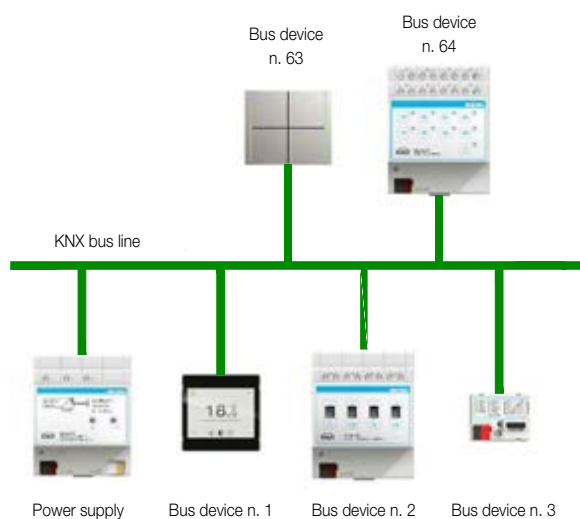 Bus device
n. 63
Bus device
n. 64
KNX bus line
18
Power supply
Bus device n. 1
Bus device n. 2
Bus device n. 3